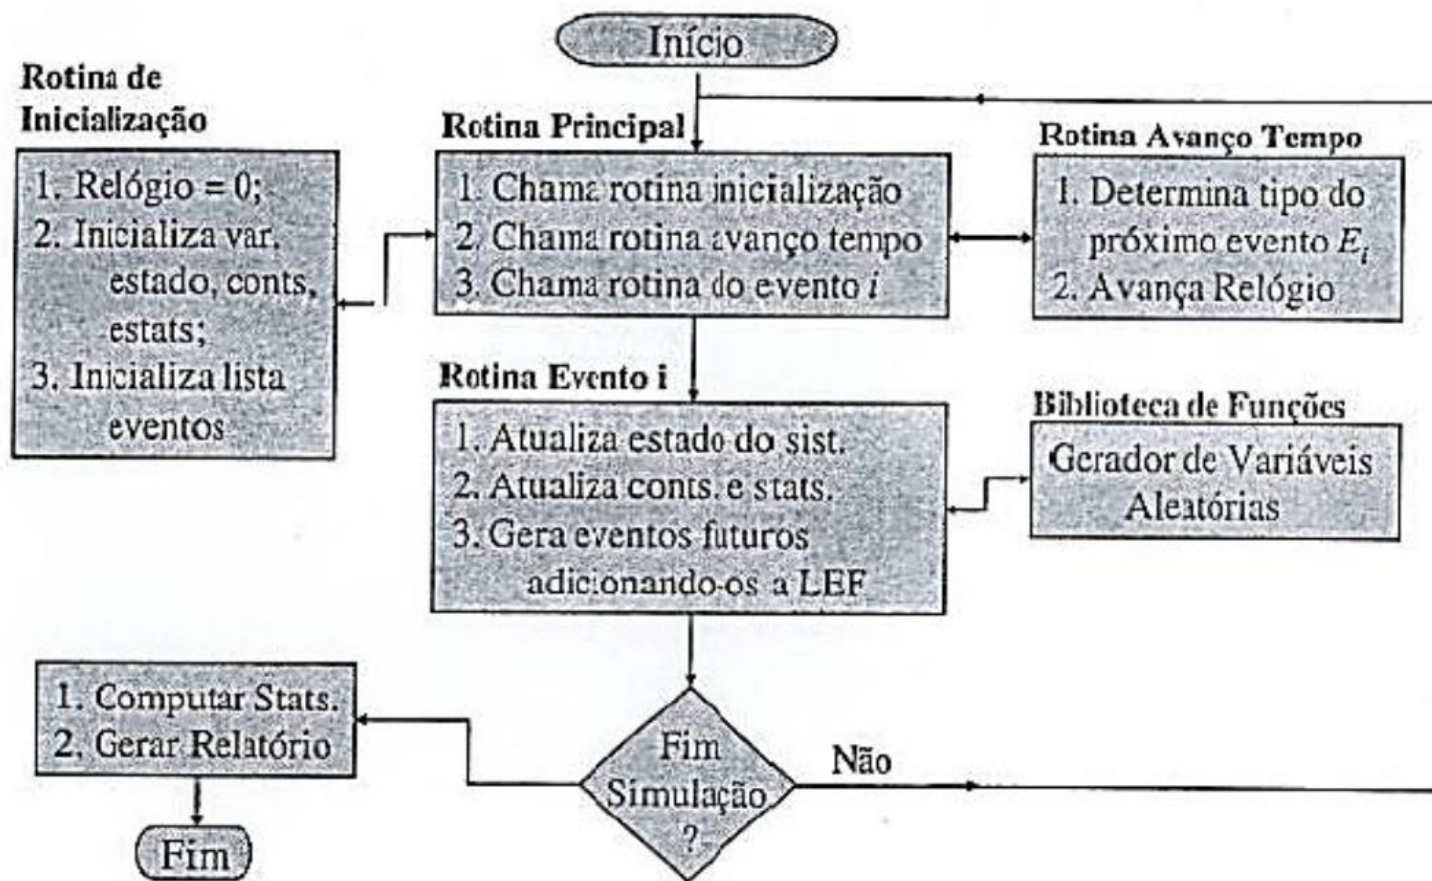 Início
Rotina de
Inicialização
1. Relógio = 0;
2. Inicializa var.
estado, conts,
estats;
3. Inicializa lista
eventos
Rotina Principal
1. Chama rotina inicialização
2. Chama rotina avanço tempo
3. Chama rotina do evento i
Rotina Avanço Tempo
1. Determina tipo do
próximo evento Ei
2. Avança Relógio
Rotina Evento i
1. Atualiza estado do sist.
2. Atualiza conts. e stats.
3. Gera eventos futuros
adicionando-os a LEF
Biblioteca de Funções
Gerador de Variáveis
Aleatórias
1. Computar Stats.
2. Gerar Relatório
Fim
Simulação
?
Não
Fim